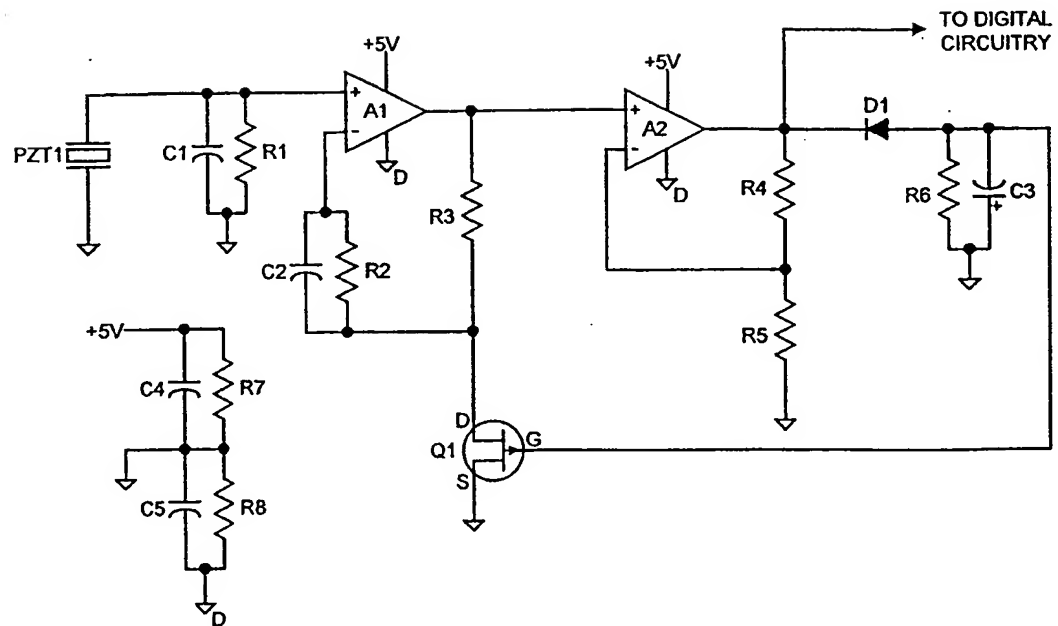 TO DIGITAL
CIRCUITRY
+5V
+5V
+
A1
-
D
+
A2
-
D
D1
PZT1
C1
R1
R3
R4
R6
C3
+
C2
R2
R5
+5V
C4
R7
D
Q1
G
S
C5
R8
D